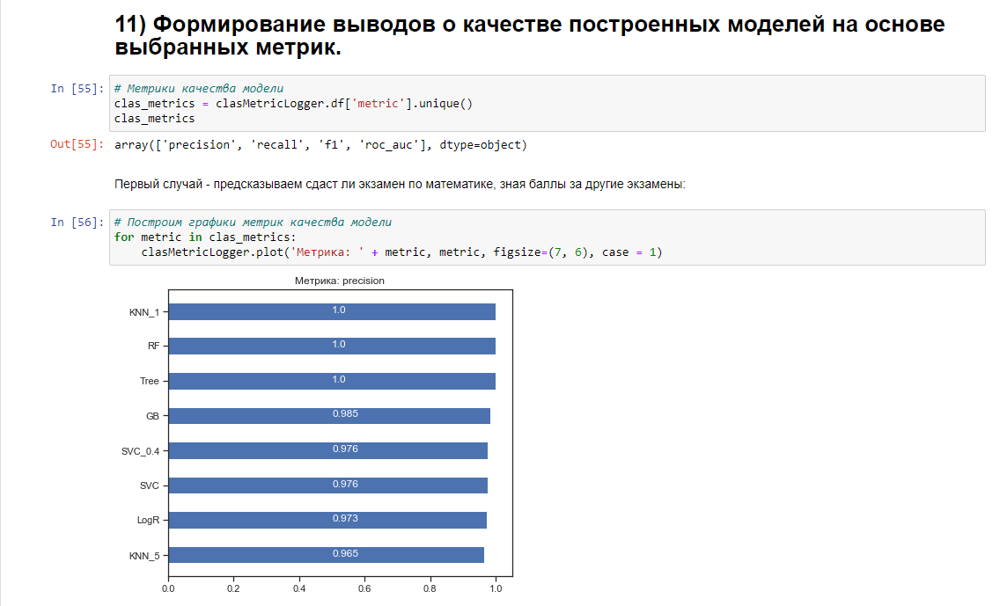 11) Формирование выводов о качестве построенных моделей на основе
выбранных метрик.
In [55]: # Метрики качества модели
clas_metrics = clasMetricLogger.df['metric'].unique()
clas_metrics
Out[55]: array(['precision', 'recall', 'f1', 'roc_auc'], dtype=object)
Первый случай - предсказываем сдаст ли экзамен по математике, зная баллы за другие экзамены:
In [56]: # Построим графики метрик качества модели
for metric in clas_metrics:
    clasMetricLogger.plot('Метрика: ' + metric, metric, figsize=(7, 6), case = 1)
Метрика: precision
KNN_1 1.0
RF 1.0
Tree 1.0
GB 0.985
SVC_0.4 0.976
SVC 0.976
LogR 0.973
KNN_5 0.965
0.0 0.2 0.4 0.6 0.8 1.0